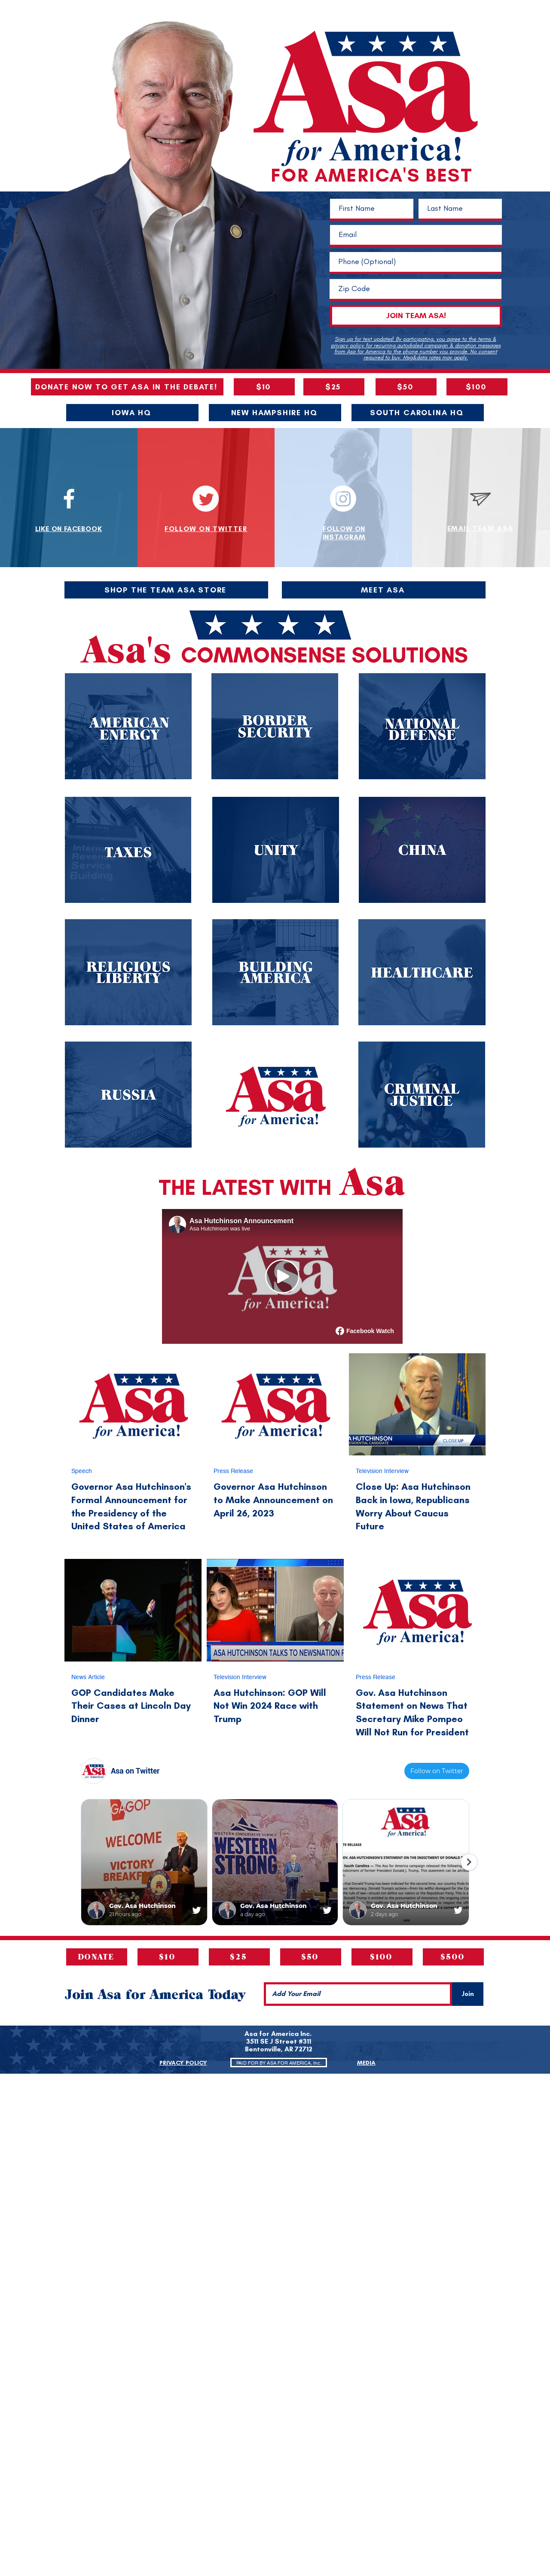 Asa
for America!
FOR AMERICA'S BEST
First Name
Last Name
Email
Phone (Optional)
Zip Code
JOIN TEAM ASA!
Sign up for text updated! By participating, you agree to the terms &
privacy policy for recurring autodialed campaign & donation messages
from Asa for America to the phone number you provide. No consent
required to buy. Msg&data rates may apply.
DONATE NOW TO GET ASA IN THE DEBATE!
$10
$25
$50
$100
IOWA HQ
NEW HAMPSHIRE HQ
SOUTH CAROLINA HQ
LIKE ON FACEBOOK
FOLLOW ON TWITTER
FOLLOW ON
INSTAGRAM
EMAIL TEAM ASA
SHOP THE TEAM ASA STORE
MEET ASA
Asa's COMMONSENSE SOLUTIONS
AMERICAN
ENERGY
BORDER
SECURITY
NATIONAL
DEFENSE
TAXES
UNITY
CHINA
RELIGIOUS
LIBERTY
BUILDING
AMERICA
HEALTHCARE
RUSSIA
Asa
for America!
CRIMINAL
JUSTICE
THE LATEST WITH Asa
Asa Hutchinson Announcement
Asa Hutchinson was live
Asa
for America!
Facebook Watch
Asa
for America!
Asa
for America!
CLOSE UP
Speech
Governor Asa Hutchinson's
Formal Announcement for
the Presidency of the
United States of America
Press Release
Governor Asa Hutchinson
to Make Announcement on
April 26, 2023
Television Interview
Close Up: Asa Hutchinson
Back in Iowa, Republicans
Worry About Caucus
Future
ASA HUTCHINSON TALKS TO NEWSNATION
Asa
for America!
News Article
GOP Candidates Make
Their Cases at Lincoln Day
Dinner
Television Interview
Asa Hutchinson: GOP Will
Not Win 2024 Race with
Trump
Press Release
Gov. Asa Hutchinson
Statement on News That
Secretary Mike Pompeo
Will Not Run for President
Asa
for America!
Asa on Twitter
Follow on Twitter
GAGOP
WELCOME
VICTORY
BREAKF
Gov. Asa Hutchinson
21 hours ago
WESTERN
STRONG
Gov. Asa Hutchinson
a day ago
Asa
for America!
Gov. Asa Hutchinson
2 days ago
DONATE
$10
$25
$50
$100
$500
Join Asa for America Today
Add Your Email
Join
Asa for America Inc.
3511 SE J Street #311
Bentonville, AR 72712
PRIVACY POLICY
PAID FOR BY ASA FOR AMERICA, Inc.
MEDIA